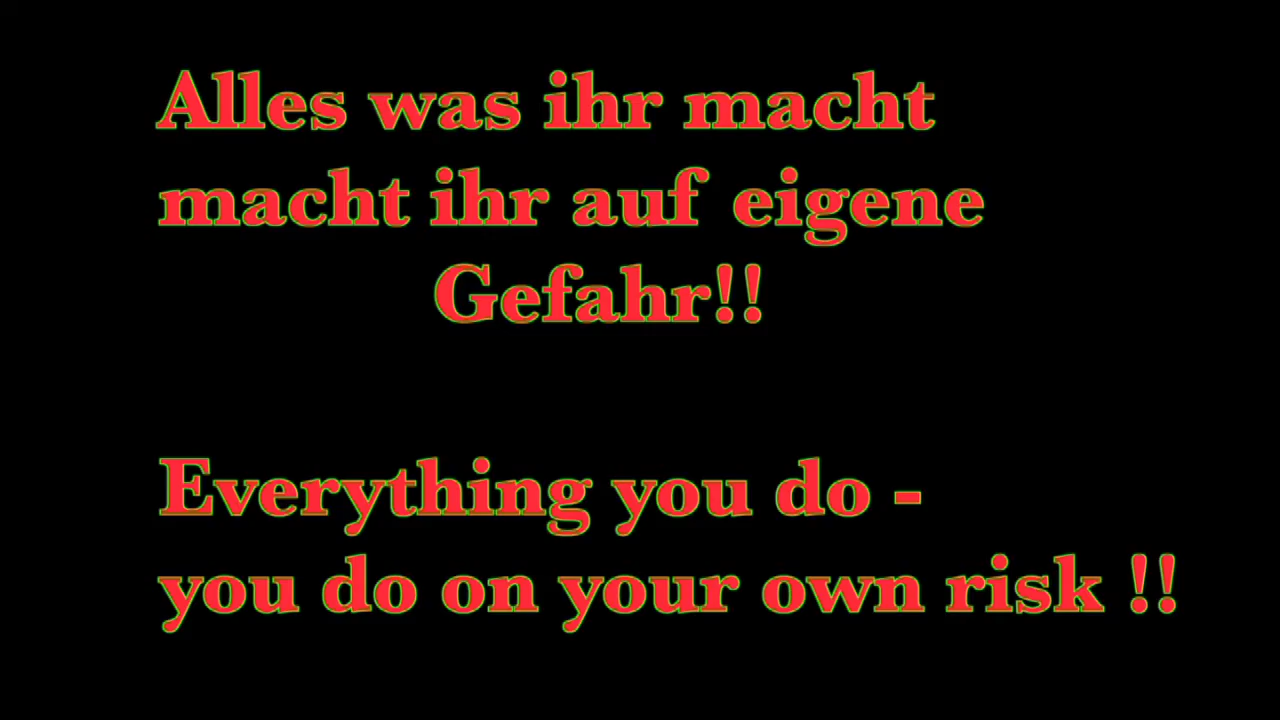 Alles was ihr macht
macht ihr auf eigene
Gefahr!!
Everything you do -
you do on your own risk !!